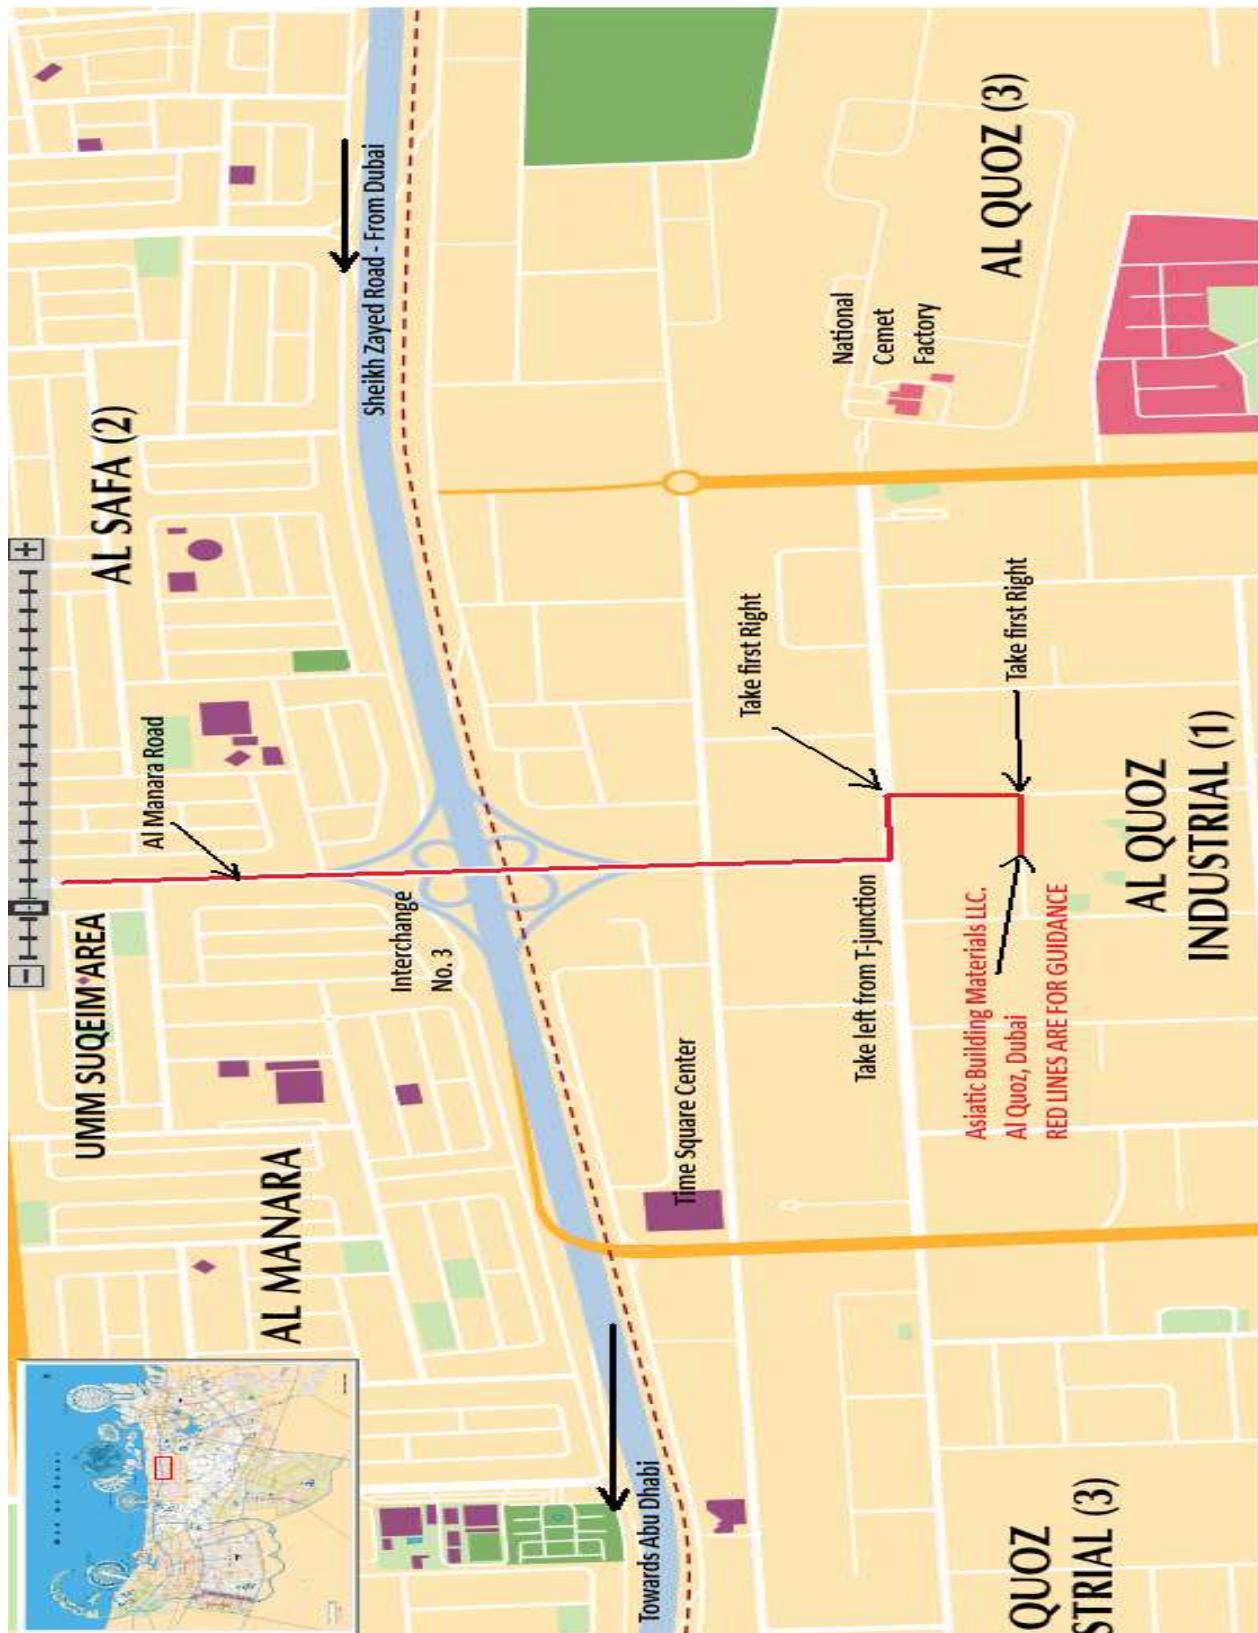 UMM SUQEIM AREA
Al Manara Road
AL SAFA (2)
AL MANARA
Interchange
No. 3
Sheikh Zayed Road - From Dubai
Towards Abu Dhabi
Time Square Center
Take first Right
National
Cemet
Factory
Take left from T-junction
Asiatic Building Materials LLC.
Al Quoz, Dubai
RED LINES ARE FOR GUIDANCE
Take first Right
AL QUOZ (3)
QUOZ
STRIAL (3)
AL QUOZ
INDUSTRIAL (1)